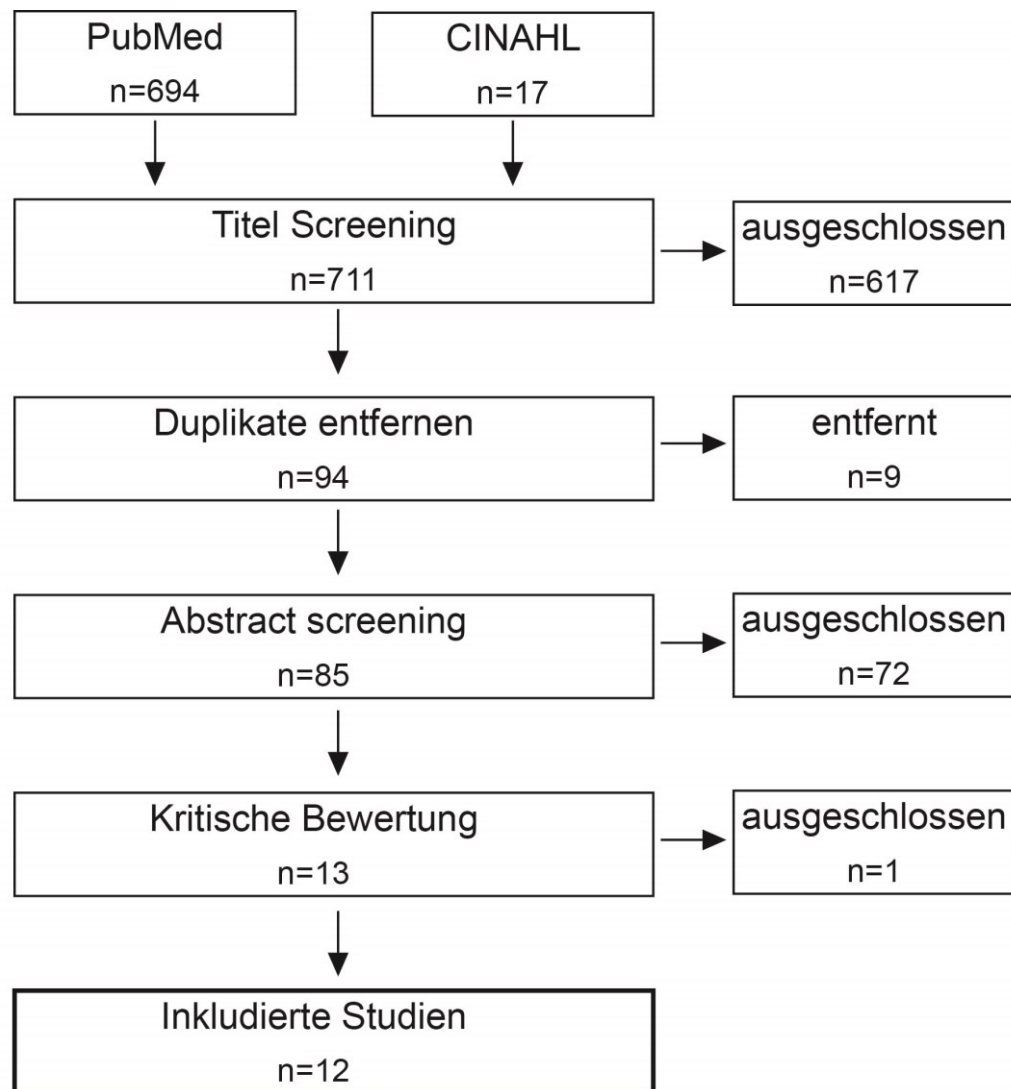 PubMed
n=694
CINAHL
n=17
Titel Screening
n=711
ausgeschlossen
n=617
Duplikate entfernen
n=94
entfernt
n=9
Abstract screening
n=85
ausgeschlossen
n=72
Kritische Bewertung
n=13
ausgeschlossen
n=1
Inkludierte Studien
n=12